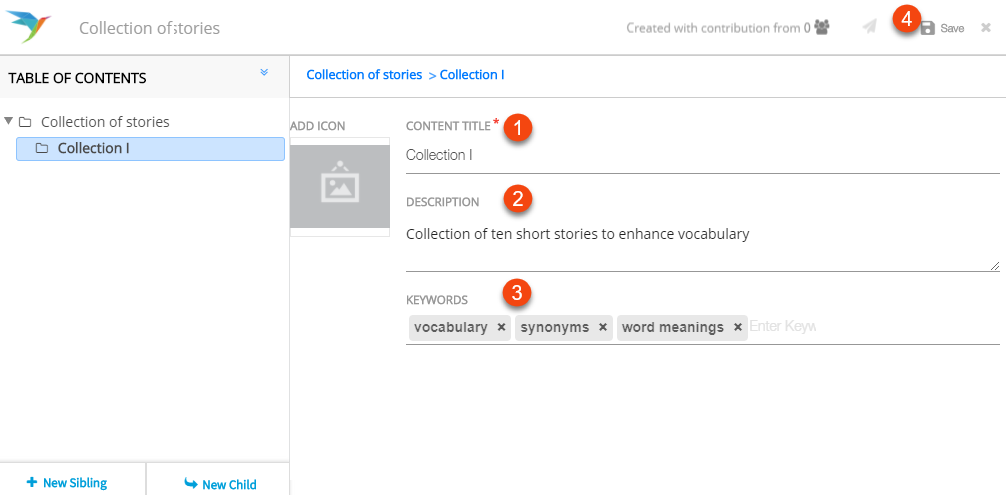 Collection of stories
Created with contribution from 0
4
Save
TABLE OF CONTENTS
Collection of stories > Collection I
Collection of stories
Collection I
ADD ICON
CONTENT TITLE *
1
Collection I
DESCRIPTION
2
Collection of ten short stories to enhance vocabulary
KEYWORDS
3
vocabulary × synonyms × word meanings × Enter Keyw
+ New Sibling
New Child